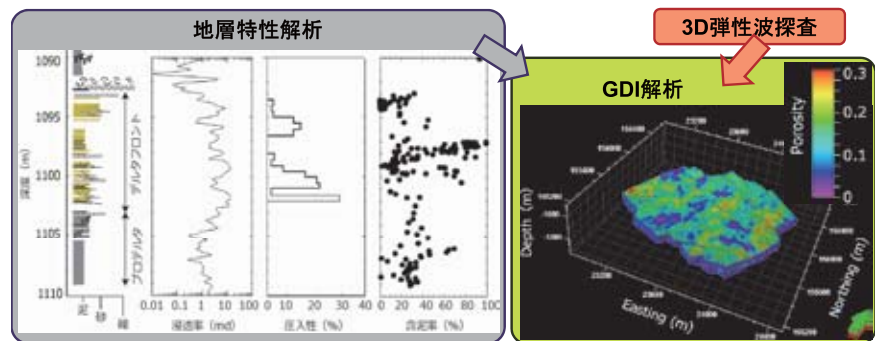 地層特性解析
3D弾性波探査
GDI解析
1090
1095
1100
1105
1110
深度 (m)
デルタフロント
プロデルタ
泥
砂
礫
0.01 0.1 1 10 100
浸透率 (md)
0 10 20 30 40
圧入性 (%)
0 20 40 60 80 100
含泥率 (%)
Porosity
0.3
0.2
0.1
0
Depth (m)
Easting (m)
Northing (m)